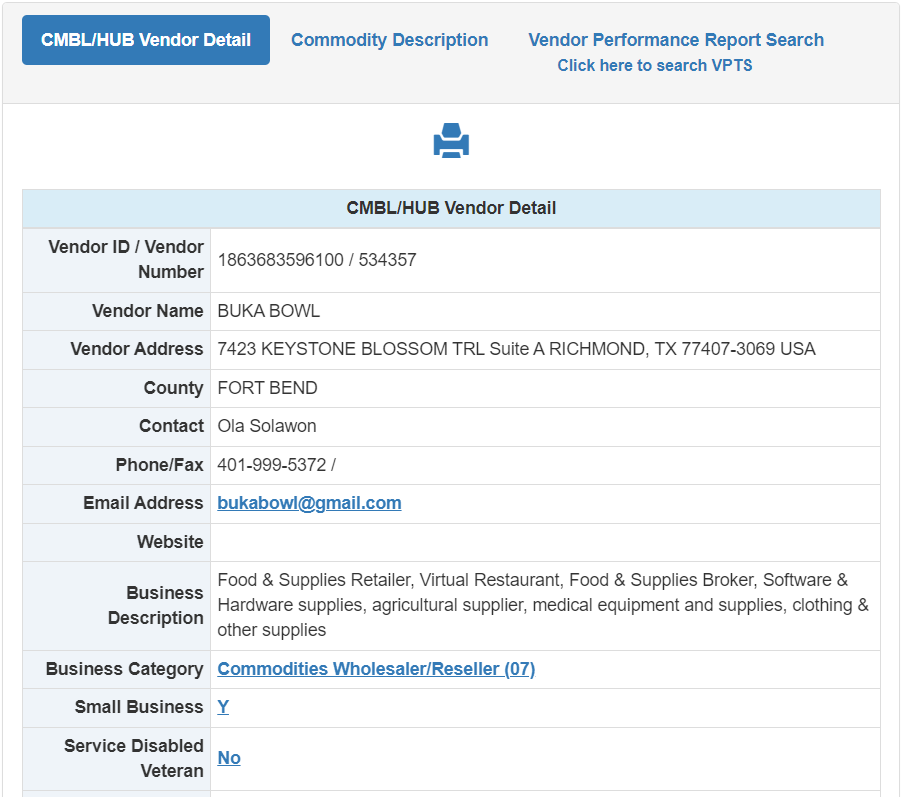 CMBL/HUB Vendor Detail
Commodity Description
Vendor Performance Report Search
Click here to search VPTS
CMBL/HUB Vendor Detail
Vendor ID / Vendor
Number
1863683596100 / 534357
Vendor Name
BUKA BOWL
Vendor Address
7423 KEYSTONE BLOSSOM TRL Suite A RICHMOND, TX 77407-3069 USA
County
FORT BEND
Contact
Ola Solawon
Phone/Fax
401-999-5372 /
Email Address
bukabowl@gmail.com
Website
Business
Description
Food & Supplies Retailer, Virtual Restaurant, Food & Supplies Broker, Software &
Hardware supplies, agricultural supplier, medical equipment and supplies, clothing &
other supplies
Business Category
Commodities Wholesaler/Reseller (07)
Small Business
Y
Service Disabled
Veteran
No